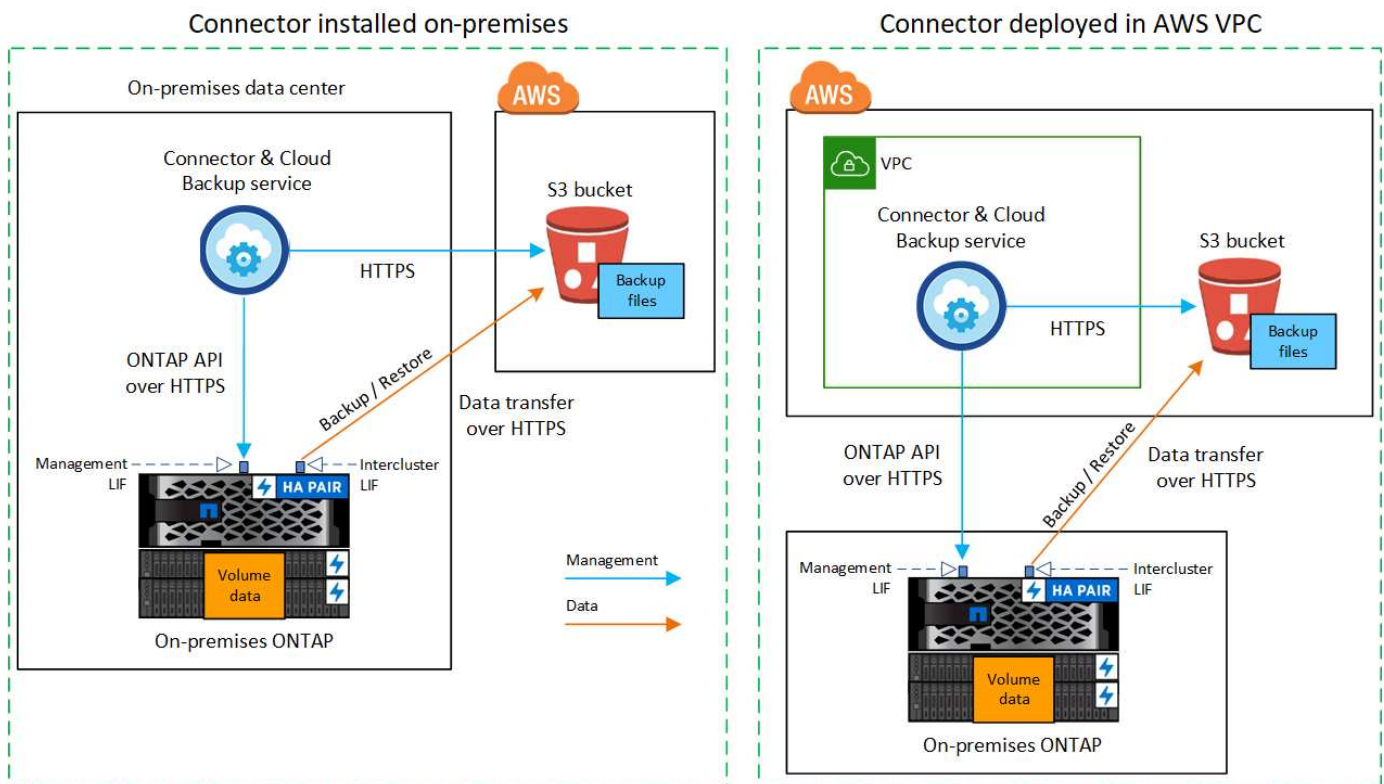 Connector installed on-premises
On-premises data center
AWS
Connector & Cloud
Backup service
S3 bucket
HTTPS
Backup
files
ONTAP API
over HTTPS
Backup / Restore
Data transfer
over HTTPS
Management
LIF
Intercluster
LIF
HA PAIR
Volume
data
On-premises ONTAP
Management
Data
Connector deployed in AWS VPC
AWS
VPC
Connector & Cloud
Backup service
S3 bucket
HTTPS
Backup
files
ONTAP API
over HTTPS
Backup / Restore
Data transfer
over HTTPS
Management
LIF
Intercluster
LIF
HA PAIR
Volume
data
On-premises ONTAP